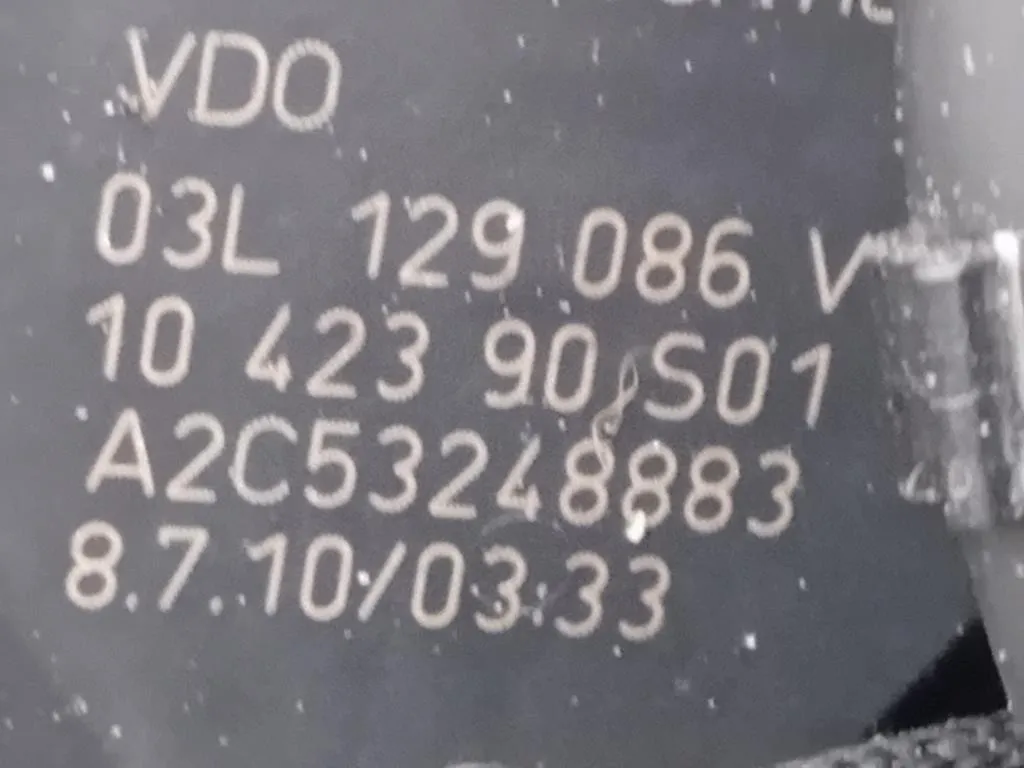 VDO
03L 129 086 V
10 423 90 S01
A2C53248883
8.7.10/03:33